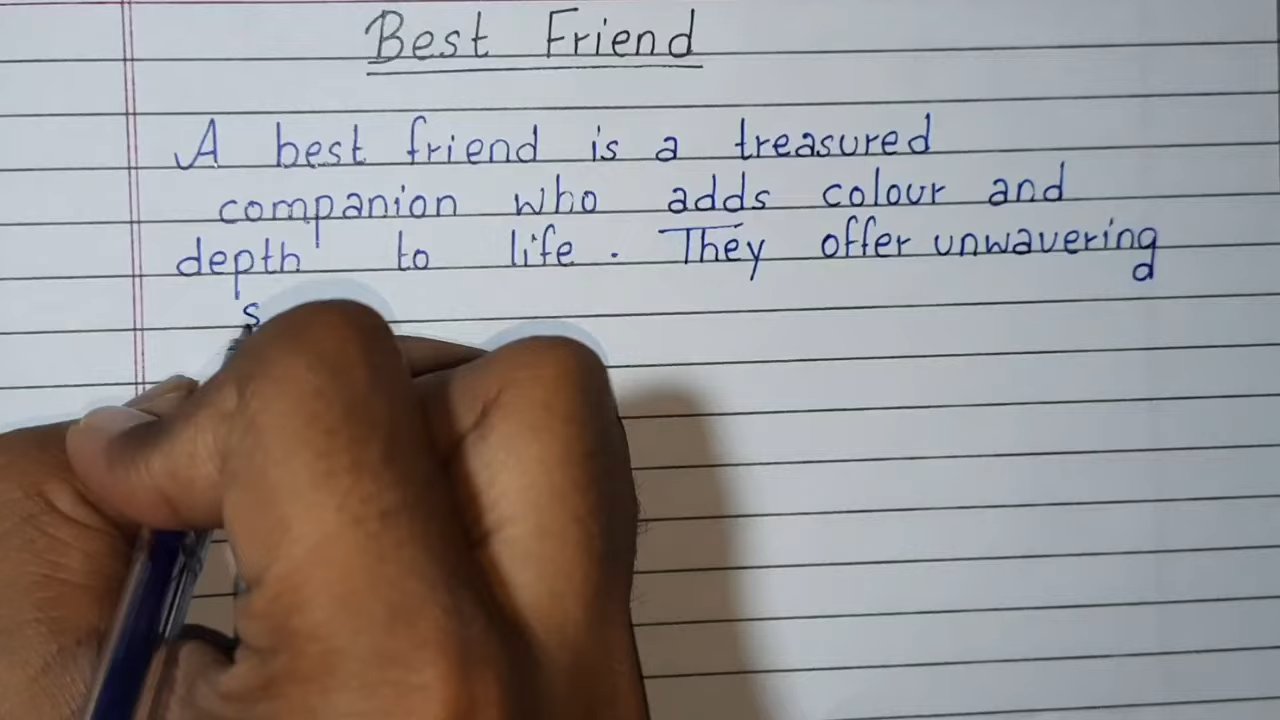 Best Friend
A best friend is a treasured
companion who adds colour and
depth to life. They offer unwavering
s